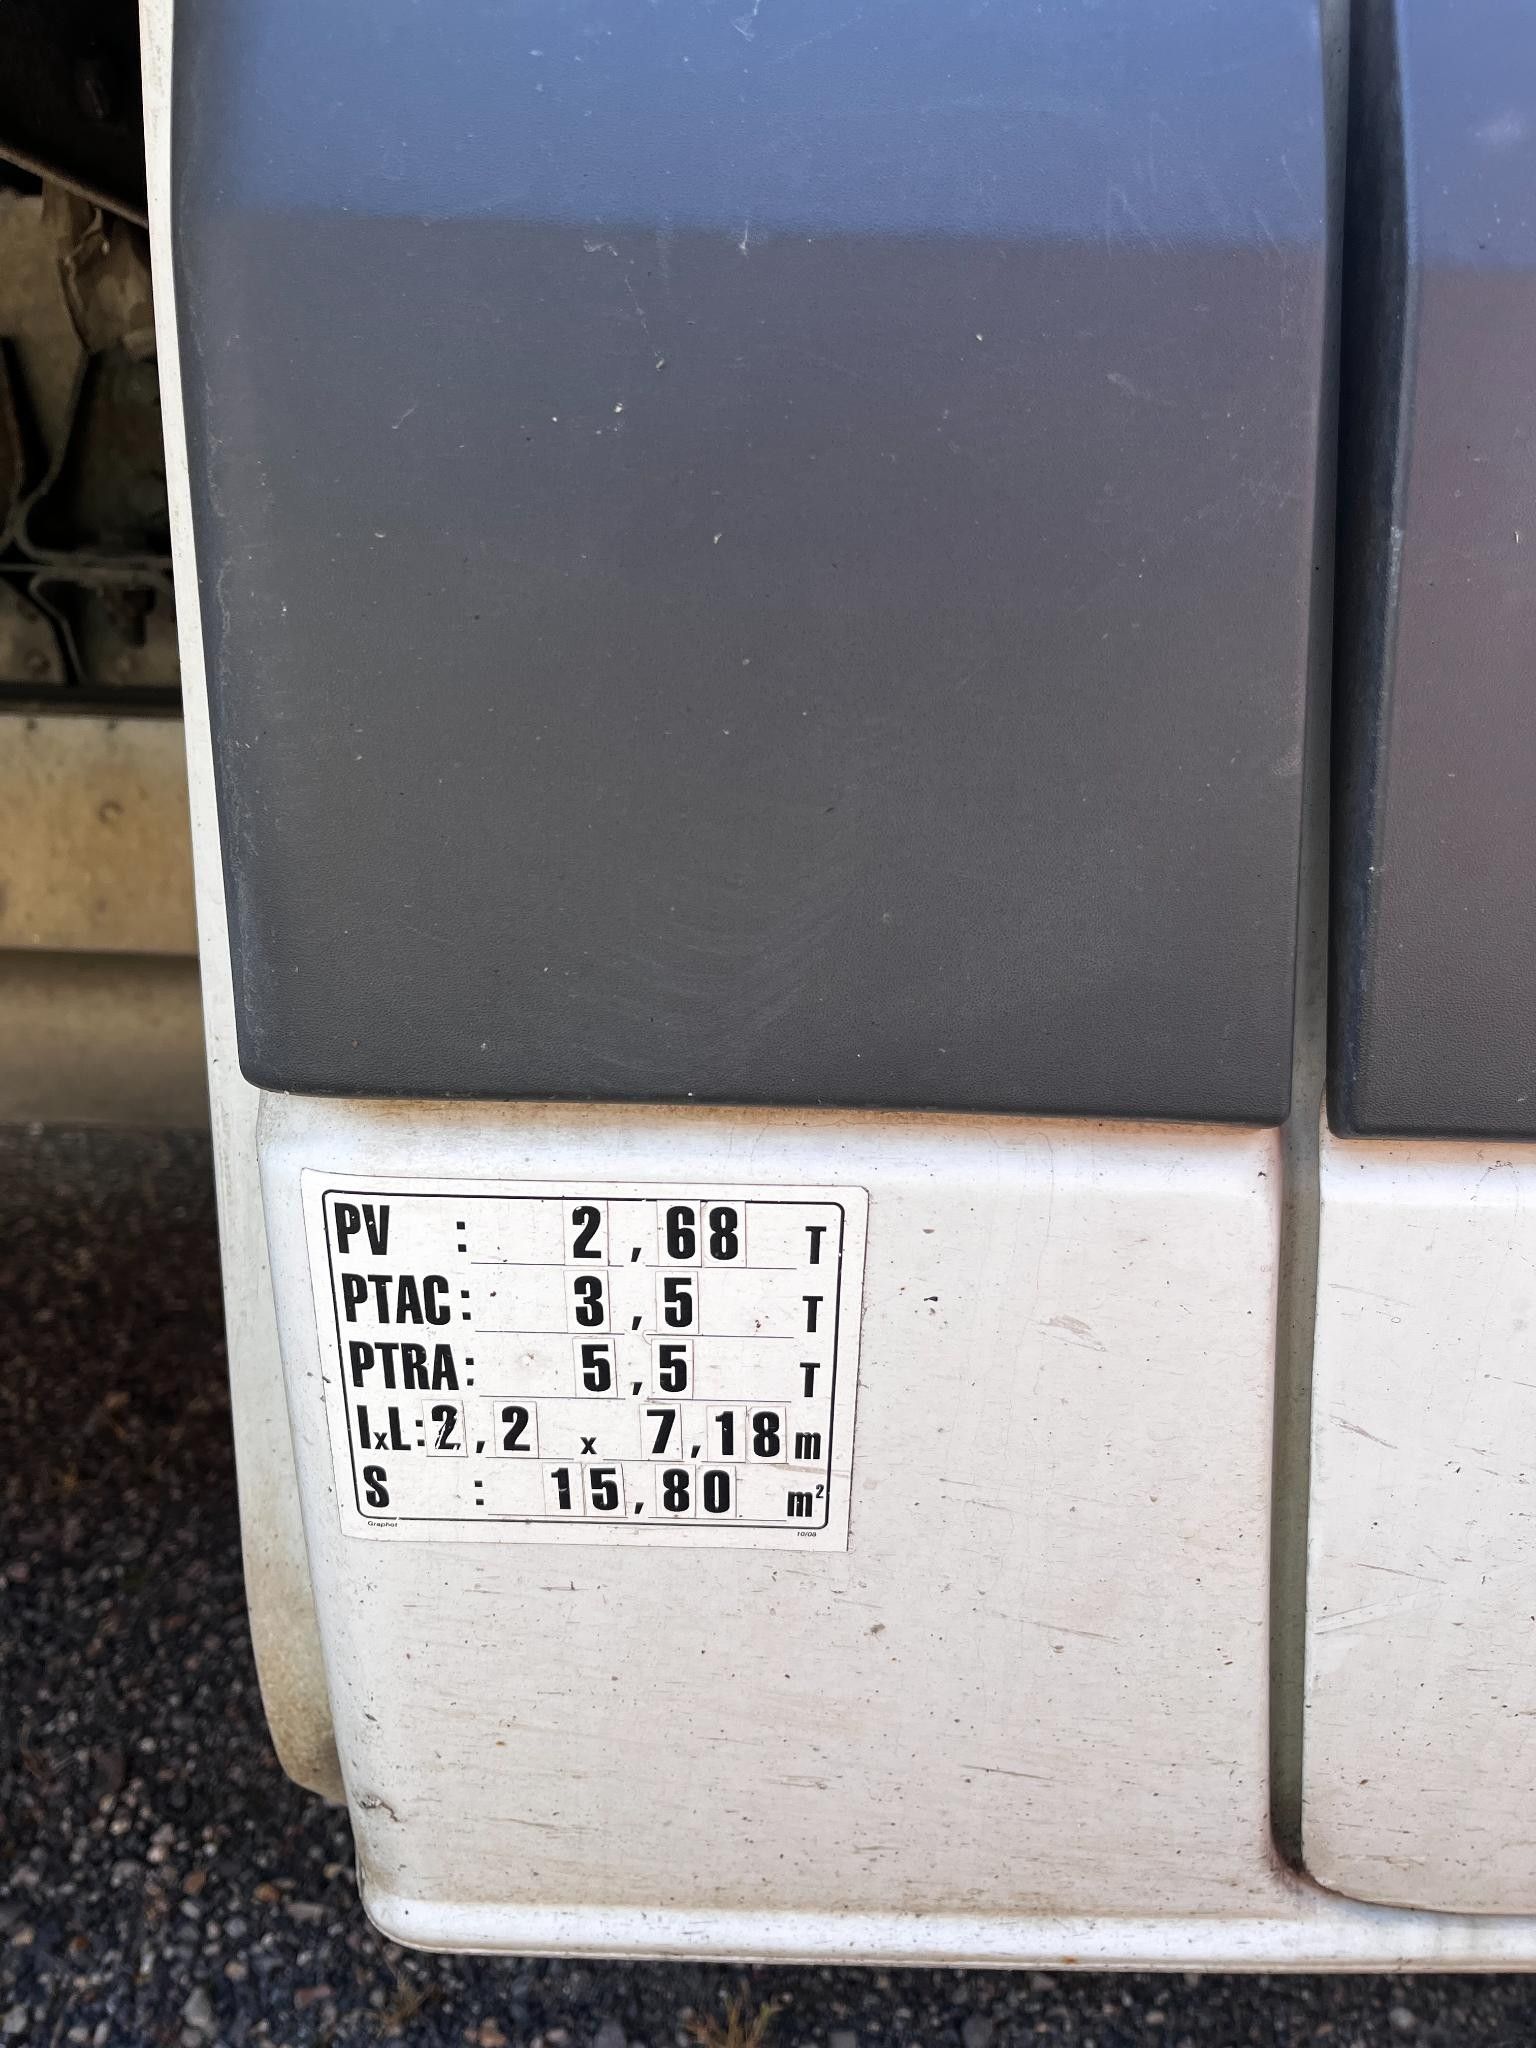 PV : 2,68 T
PTAC: 3,5 T
PTRA: 5,5 T
lxL: 2,2 x 7,18 m
S : 15,80 m²
Graphot 10/08